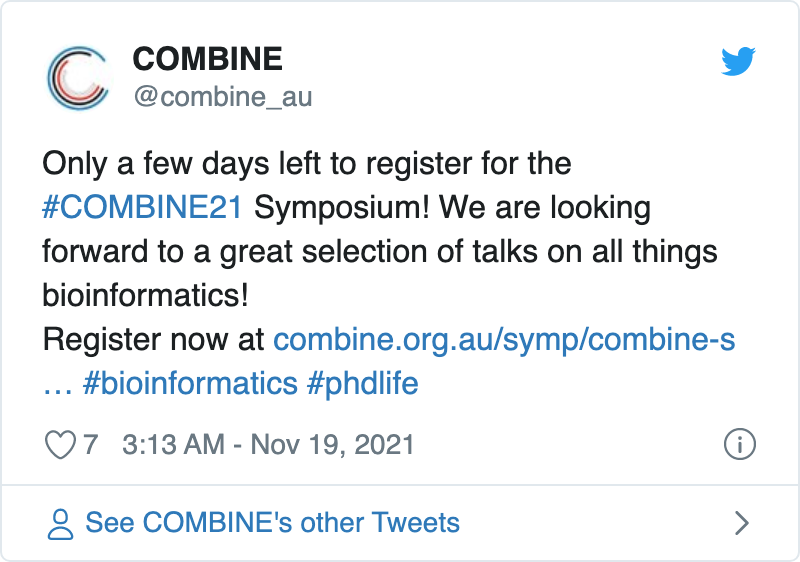 COMBINE
@combine_au
Only a few days left to register for the
#COMBINE21 Symposium! We are looking
forward to a great selection of talks on all things
bioinformatics!
Register now at combine.org.au/symp/combine-s
… #bioinformatics #phdlife
7 3:13 AM - Nov 19, 2021
See COMBINE's other Tweets